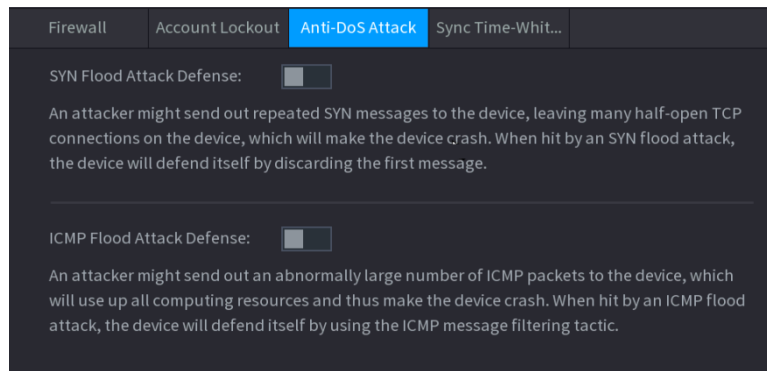 Firewall
Account Lockout
Anti-DoS Attack
Sync Time-Whit...
SYN Flood Attack Defense:
An attacker might send out repeated SYN messages to the device, leaving many half-open TCP
connections on the device, which will make the device crash. When hit by an SYN flood attack,
the device will defend itself by discarding the first message.
ICMP Flood Attack Defense:
An attacker might send out an abnormally large number of ICMP packets to the device, which
will use up all computing resources and thus make the device crash. When hit by an ICMP flood
attack, the device will defend itself by using the ICMP message filtering tactic.